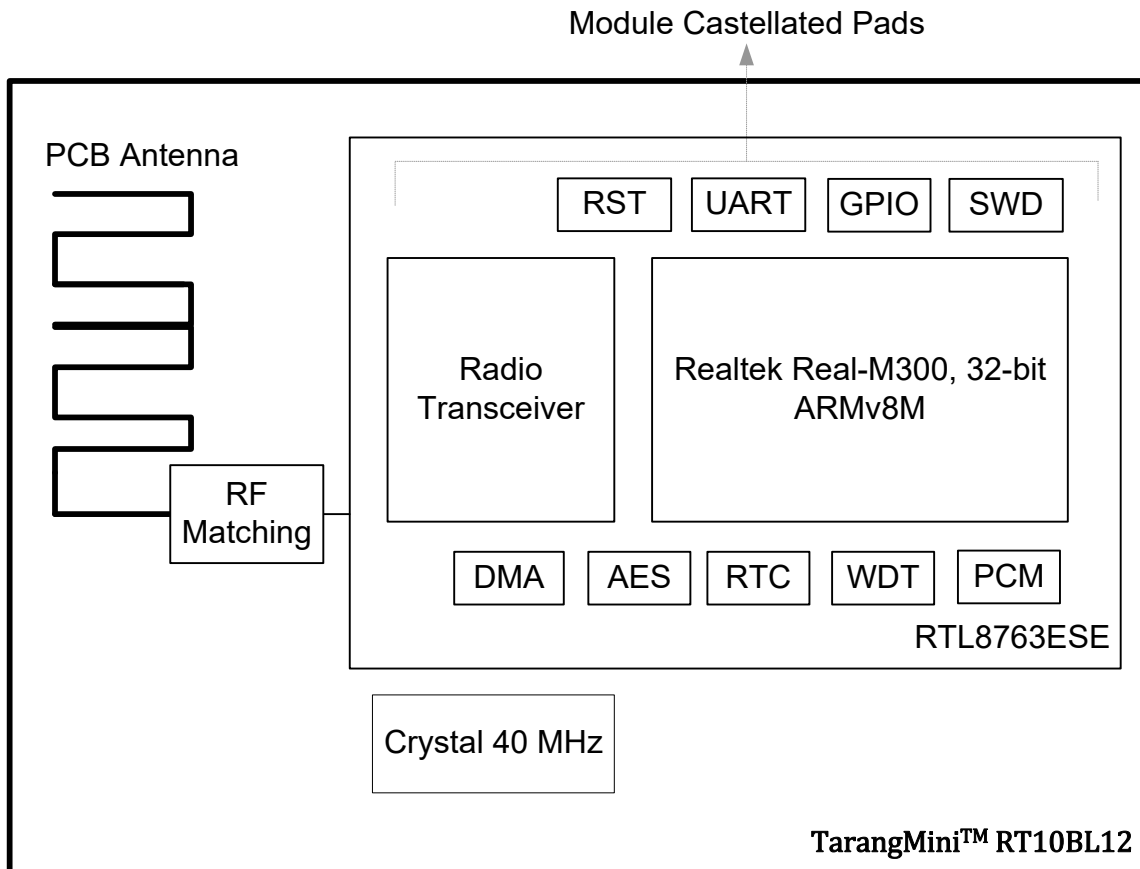 Module Castellated Pads
PCB Antenna
RST
UART
GPIO
SWD
Radio
Transceiver
Realtek Real-M300, 32-bit
ARMv8M
RF
Matching
DMA
AES
RTC
WDT
PCM
RTL8763ESE
Crystal 40 MHz
TarangMini™ RT10BL12